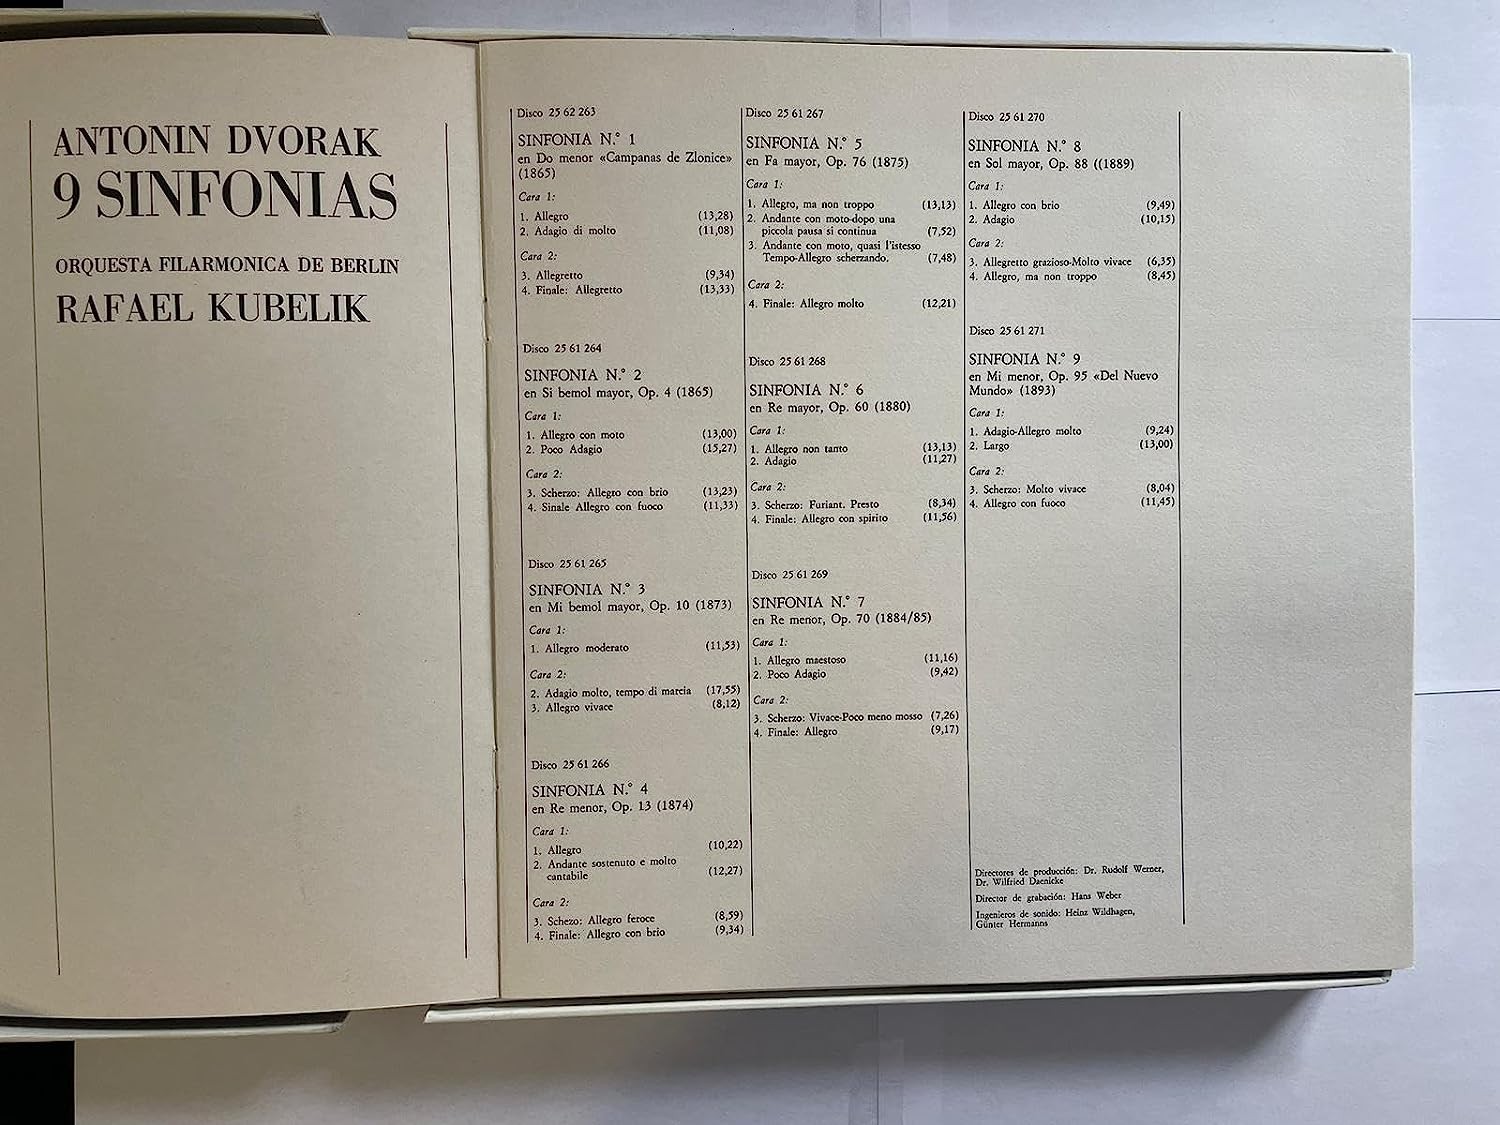 ANTONIN DVORAK
9 SINFONIAS
ORQUESTA FILARMONICA DE BERLIN
RAFAEL KUBELIK
Disco 25 62 263
SINFONIA N.° 1
en Do menor «Campanas de Zlonice»
(1865)
Cara 1:
1. Allegro (13,28)
2. Adagio di molto (11,08)
Cara 2:
3. Allegretto (9,34)
4. Finale: Allegretto (13,33)
Disco 25 61 264
SINFONIA N.° 2
en Si bemol mayor, Op. 4 (1865)
Cara 1:
1. Allegro con moto (13,00)
2. Poco Adagio (15,27)
Cara 2:
3. Scherzo: Allegro con brio (13,23)
4. Sinale Allegro con fuoco (11,33)
Disco 25 61 265
SINFONIA N.° 3
en Mi bemol mayor, Op. 10 (1873)
Cara 1:
1. Allegro moderato (11,53)
Cara 2:
2. Adagio molto, tempo di marcia (17,55)
3. Allegro vivace (8,12)
Disco 25 61 266
SINFONIA N.° 4
en Re menor, Op. 13 (1874)
Cara 1:
1. Allegro (10,22)
2. Andante sostenuto e molto
cantabile (12,27)
Cara 2:
3. Schezo: Allegro feroce (8,59)
4. Finale: Allegro con brio (9,34)
Disco 25 61 267
SINFONIA N.° 5
en Fa mayor, Op. 76 (1875)
Cara 1:
1. Allegro, ma non troppo (13,13)
2. Andante con moto-dopo una
piccola pausa si continua (7,52)
3. Andante con moto, quasi l'istesso
Tempo-Allegro scherzando. (7,48)
Cara 2:
4. Finale: Allegro molto (12,21)
Disco 25 61 268
SINFONIA N.° 6
en Re mayor, Op. 60 (1880)
Cara 1:
1. Allegro non tanto (13,13)
2. Adagio (11,27)
Cara 2:
3. Scherzo: Furiant. Presto (8,34)
4. Finale: Allegro con spirito (11,56)
Disco 25 61 269
SINFONIA N.° 7
en Re menor, Op. 70 (1884/85)
Cara 1:
1. Allegro maestoso (11,16)
2. Poco Adagio (9,42)
Cara 2:
3. Scherzo: Vivace-Poco meno mosso (7,26)
4. Finale: Allegro (9,17)
Disco 25 61 270
SINFONIA N.° 8
en Sol mayor, Op. 88 ((1889)
Cara 1:
1. Allegro con brio (9,49)
2. Adagio (10,15)
Cara 2:
3. Allegretto grazioso-Molto vivace (6,35)
4. Allegro, ma non troppo (8,45)
Disco 25 61 271
SINFONIA N.° 9
en Mi menor, Op. 95 «Del Nuevo
Mundo» (1893)
Cara 1:
1. Adagio-Allegro molto (9,24)
2. Largo (13,00)
Cara 2:
3. Scherzo: Molto vivace (8,04)
4. Allegro con fuoco (11,45)
Directores de producción: Dr. Rudolf Werner,
Dr. Wilfried Daenicke
Director de grabación: Hans Weber
Ingenieros de sonido: Heinz Wildhagen,
Günter Hermanns